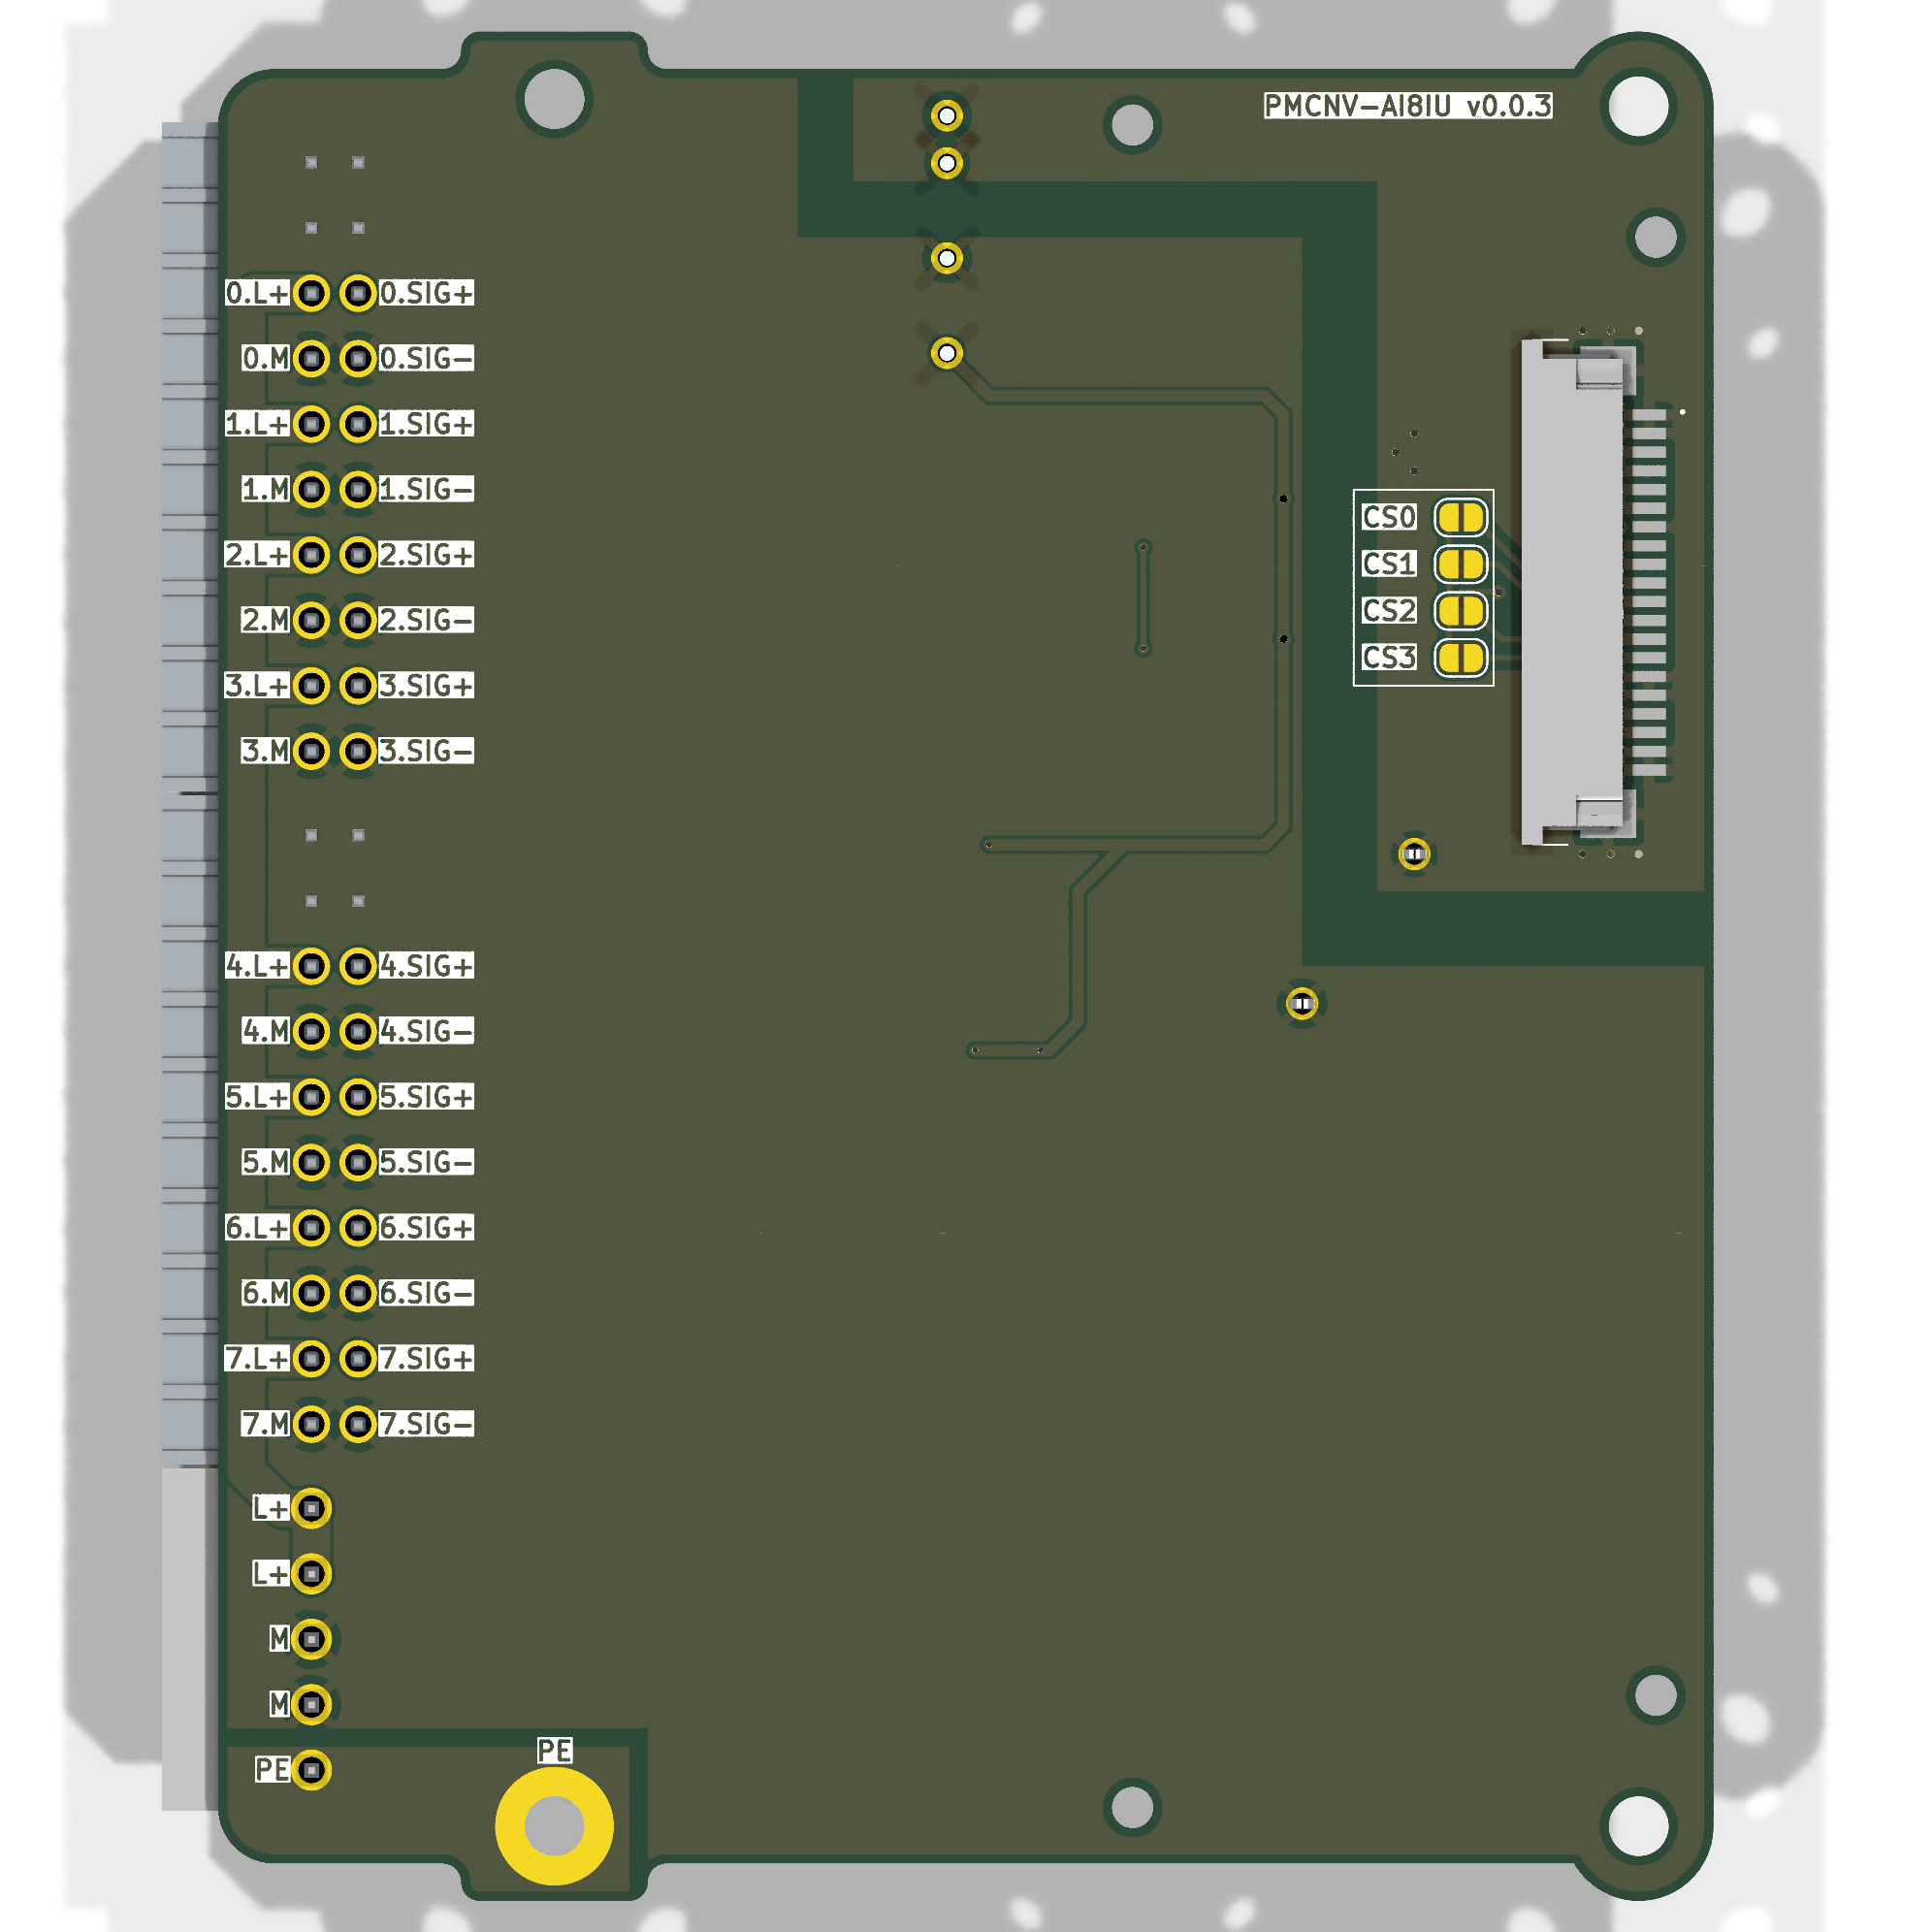 PMCNV-AI8IU v0.0.3
0.L+ 0.SIG+
0.M 0.SIG-
1.L+ 1.SIG+
1.M 1.SIG-
CS0
2.L+ 2.SIG+
CS1
2.M 2.SIG-
CS2
3.L+ 3.SIG+
CS3
3.M 3.SIG-
4.L+ 4.SIG+
4.M 4.SIG-
5.L+ 5.SIG+
5.M 5.SIG-
6.L+ 6.SIG+
6.M 6.SIG-
7.L+ 7.SIG+
7.M 7.SIG-
L+
L+
M
M
PE
PE